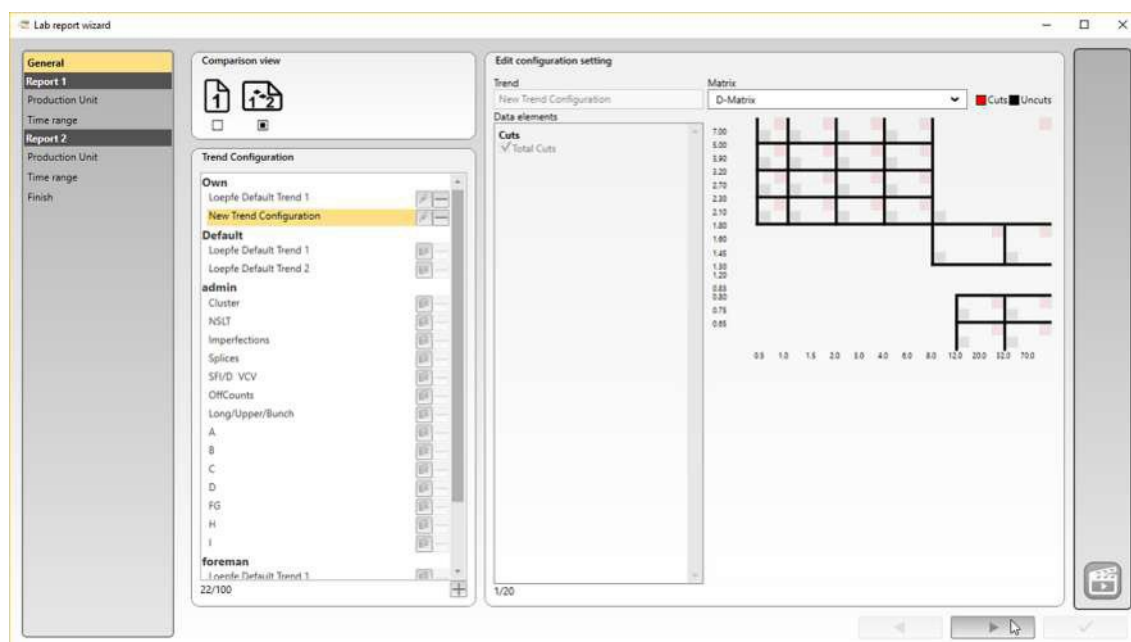 Lab report wizard
General
Report 1
Production Unit
Time range
Report 2
Production Unit
Time range
Finish
Comparison view
1
1-2
Trend Configuration
Own
Loepfe Default Trend 1
New Trend Configuration
Default
Loepfe Default Trend 1
Loepfe Default Trend 2
admin
Cluster
NSLT
Imperfections
Splices
SFI/D VCV
OffCounts
Long/Upper/Bunch
A
B
C
D
FG
H
I
foreman
Loepfe Default Trend 1
22/100
Edit configuration setting
Trend
New Trend Configuration
Data elements
Cuts
Total Cuts
1/20
Matrix
D-Matrix
Cuts Uncuts
7.00
5.00
3.90
3.20
2.70
2.30
2.10
1.80
1.60
1.45
1.30
1.20
0.83
0.80
0.75
0.65
0.5 1.0 1.5 2.0 3.0 4.0 6.0 8.0 12.0 20.0 32.0 70.0